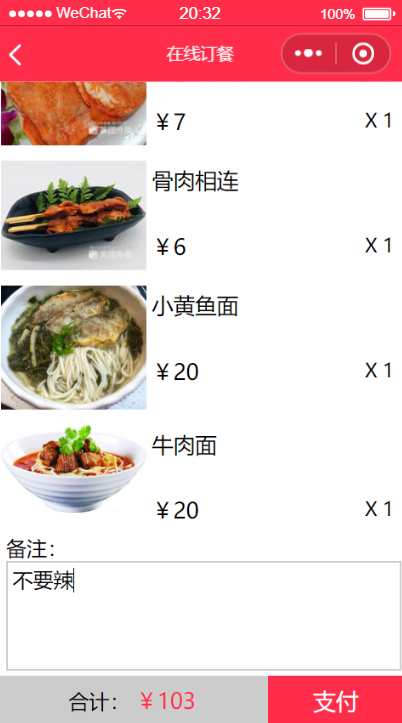 WeChat 20:32 100%
在线订餐
￥7 X 1
骨肉相连
￥6 X 1
小黄鱼面
￥20 X 1
牛肉面
￥20 X 1
备注：
不要辣
合计： ￥103 支付